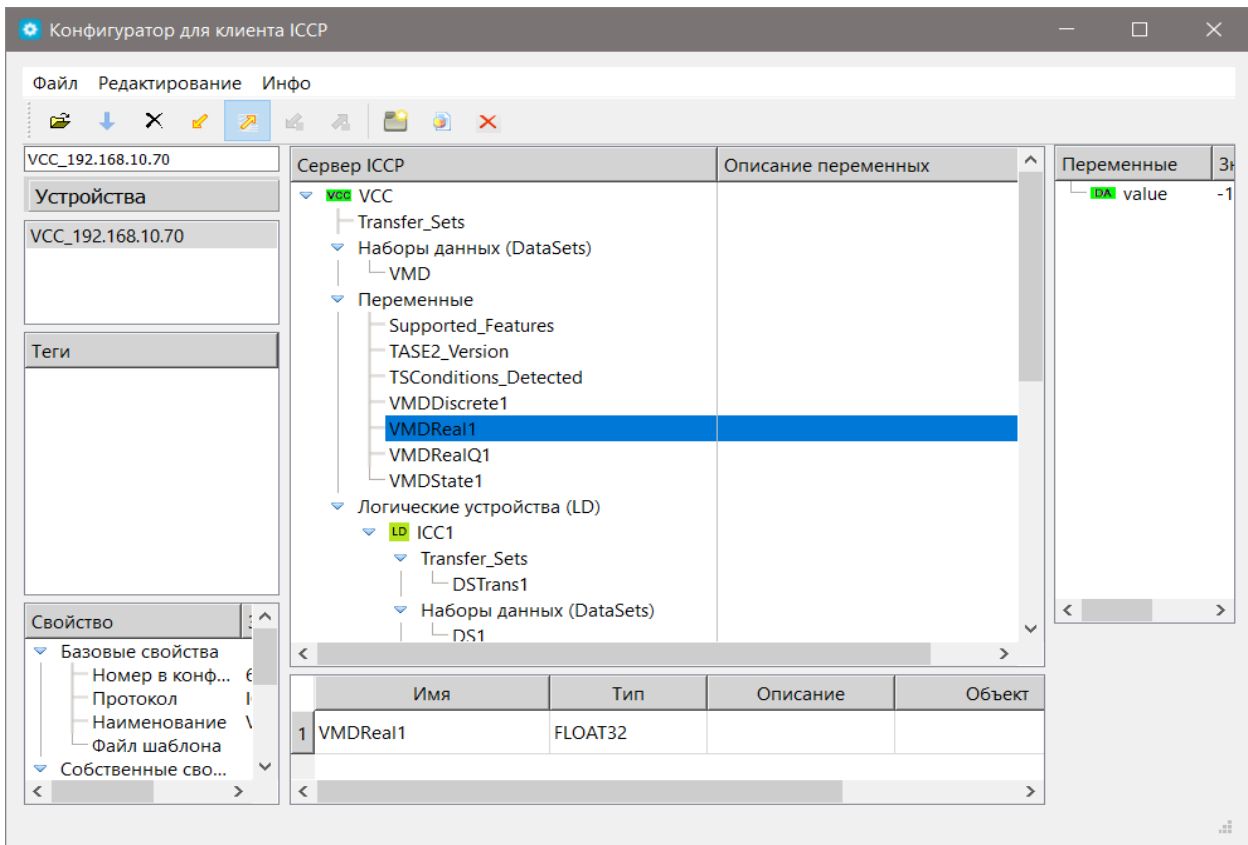 Конфигуратор для клиента ICCP
Файл Редактирование Инфо
VCC_192.168.10.70
Устройства
VCC_192.168.10.70
Теги
Свойство
Базовые свойства
Номер в конф...
Протокол
Наименование
Файл шаблона
Собственные сво...
Сервер ICCP Описание переменных
VCC VCC
Transfer_Sets
Наборы данных (DataSets)
VMD
Переменные
Supported_Features
TASE2_Version
TSConditions_Detected
VMDDiscrete1
VMDReal1
VMDRealQ1
VMDState1
Логические устройства (LD)
LD ICC1
Transfer_Sets
DSTrans1
Наборы данных (DataSets)
DS1
Имя Тип Описание Объект
1 VMDReal1 FLOAT32
Переменные
DA value -1